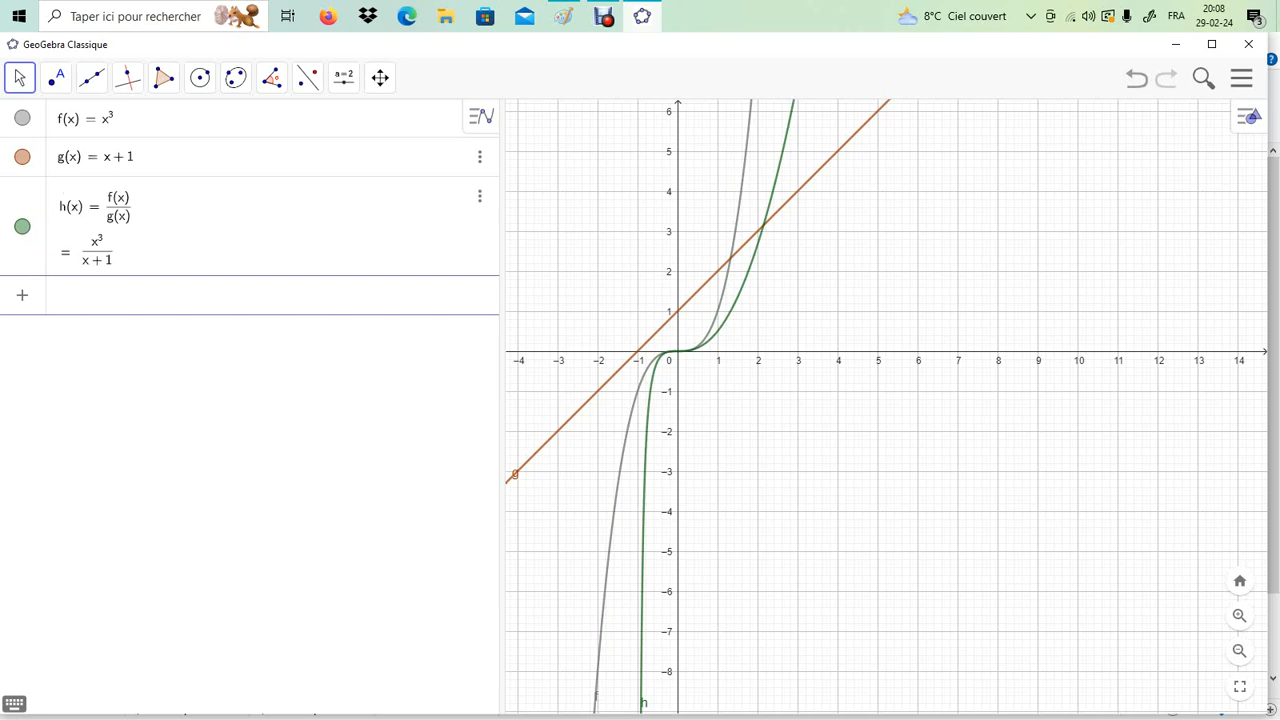 Taper ici pour rechercher
8°C Ciel couvert
FRA
20:08
29-02-24
3
GeoGebra Classique
A
a=2
f(x) = x³
g(x) = x + 1
h(x) = f(x)/g(x)
= x³/(x + 1)
+
6
5
4
3
2
1
−4 −3 −2 −1 0 1 2 3 4 5 6 7 8 9 10 11 12 13 14
−1
−2
−3
g
−4
−5
−6
−7
−8
f
h